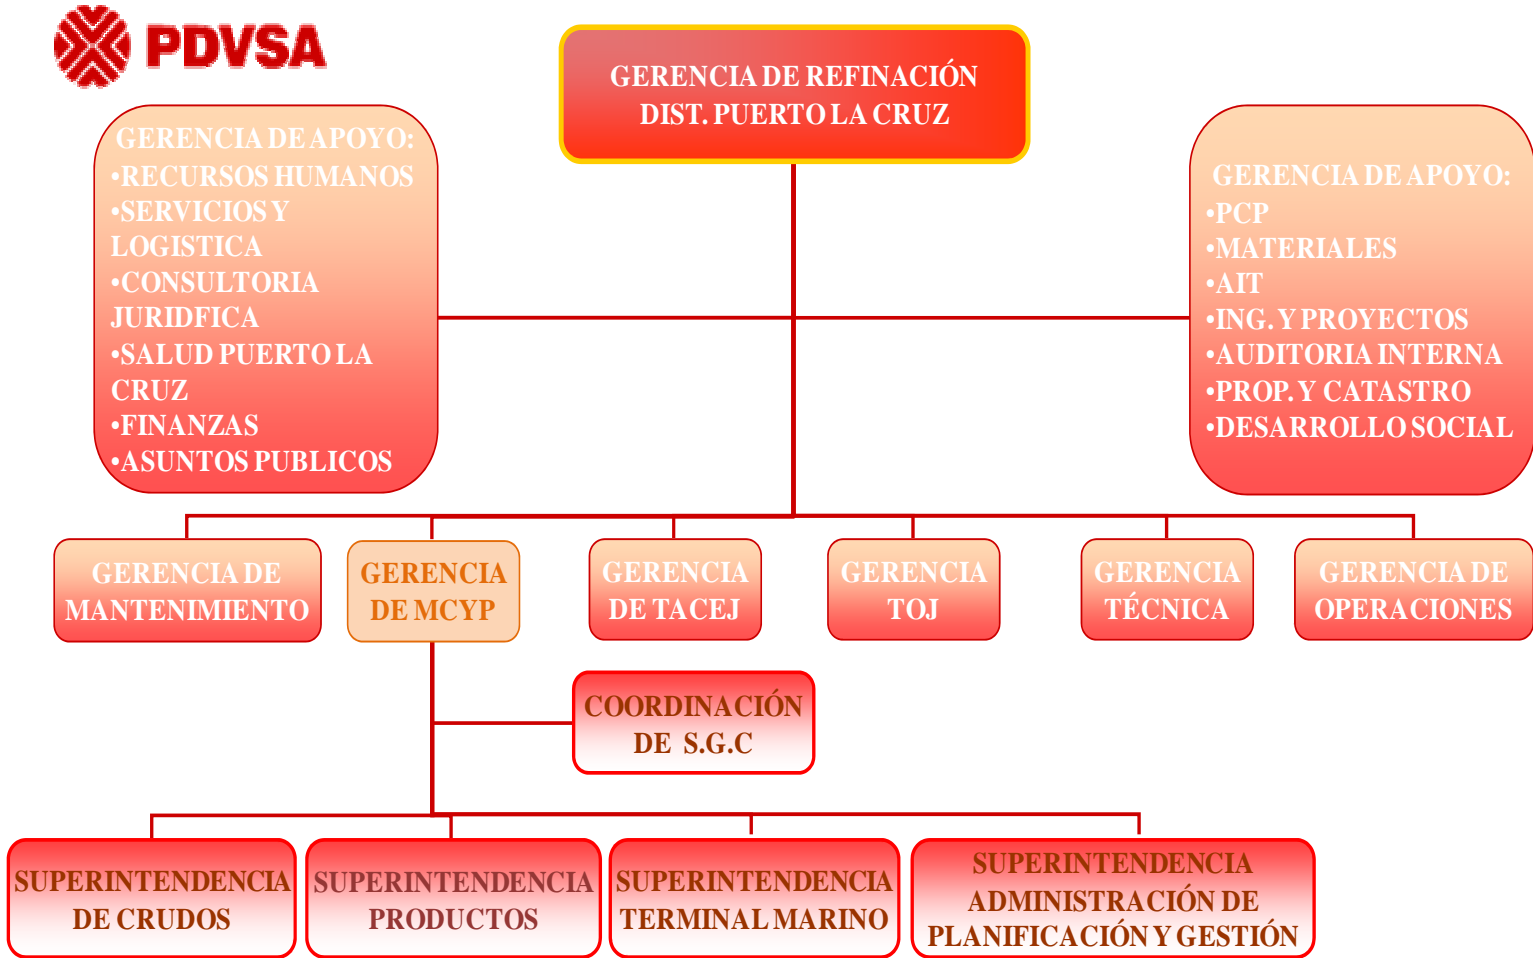 PDVSA
GERENCIA DE REFINACIÓN
DIST. PUERTO LA CRUZ
GERENCIA DE APOYO:
•RECURSOS HUMANOS
•SERVICIOS Y
LOGISTICA
•CONSULTORIA
JURIDFICA
•SALUD PUERTO LA
CRUZ
•FINANZAS
•ASUNTOS PUBLICOS
GERENCIA DE APOYO:
•PCP
•MATERIALES
•AIT
•ING. Y PROYECTOS
•AUDITORIA INTERNA
•PROP. Y CATASTRO
•DESARROLLO SOCIAL
GERENCIA DE
MANTENIMIENTO
GERENCIA
DE MCYP
GERENCIA
DE TACEJ
GERENCIA
TOJ
GERENCIA
TÉCNICA
GERENCIA DE
OPERACIONES
COORDINACIÓN
DE S.G.C
SUPERINTENDENCIA
DE CRUDOS
SUPERINTENDENCIA
PRODUCTOS
SUPERINTENDENCIA
TERMINAL MARINO
SUPERINTENDENCIA
ADMINISTRACIÓN DE
PLANIFICACIÓN Y GESTIÓN